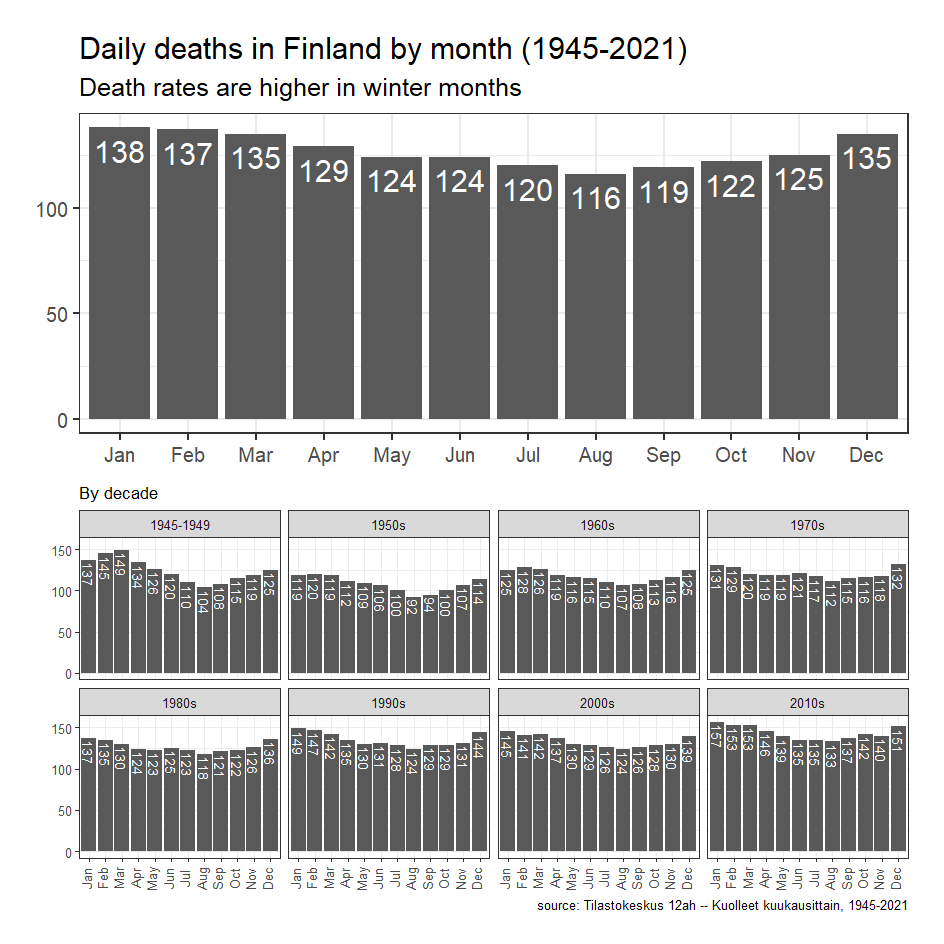 Daily deaths in Finland by month (1945-2021)
Death rates are higher in winter months
138 137 135 129 124 124 120 116 119 122 125 135
100
50
0
Jan Feb Mar Apr May Jun Jul Aug Sep Oct Nov Dec
By decade
1945-1949 1950s 1960s 1970s
150
100
50
0
137 145 149 134 126 120 110 104 108 115 119 125
119 120 119 112 109 106 100 92 94 100 107 114
125 128 126 119 116 115 110 107 108 113 116 125
131 129 120 119 119 121 117 112 115 116 118 132
1980s 1990s 2000s 2010s
150
100
50
0
137 135 130 124 123 125 123 118 121 122 126 136
149 147 142 135 130 131 128 124 129 129 131 144
145 141 142 137 130 129 126 124 126 128 130 139
157 153 153 146 139 135 135 133 137 142 140 151
Jan Feb Mar Apr May Jun Jul Aug Sep Oct Nov Dec
Jan Feb Mar Apr May Jun Jul Aug Sep Oct Nov Dec
Jan Feb Mar Apr May Jun Jul Aug Sep Oct Nov Dec
Jan Feb Mar Apr May Jun Jul Aug Sep Oct Nov Dec
source: Tilastokeskus 12ah -- Kuolleet kuukausittain, 1945-2021